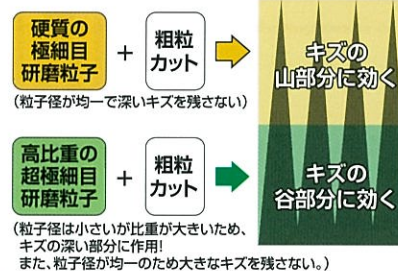 硬質の
極細目
研磨粒子
+
粗粒
カット
キズの
山部分に効く
(粒子径が均一で深いキズを残さない)
高比重の
超極細目
研磨粒子
+
粗粒
カット
キズの
谷部分に効く
(粒子径は小さいが比重が大きいため、
キズの深い部分に作用!
また、粒子径が均一のため大きなキズを残さない。)